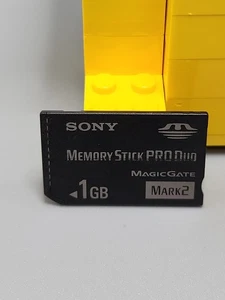 SONY
MEMORY STICK PRO DUO
MAGICGATE
1GB
MARK2